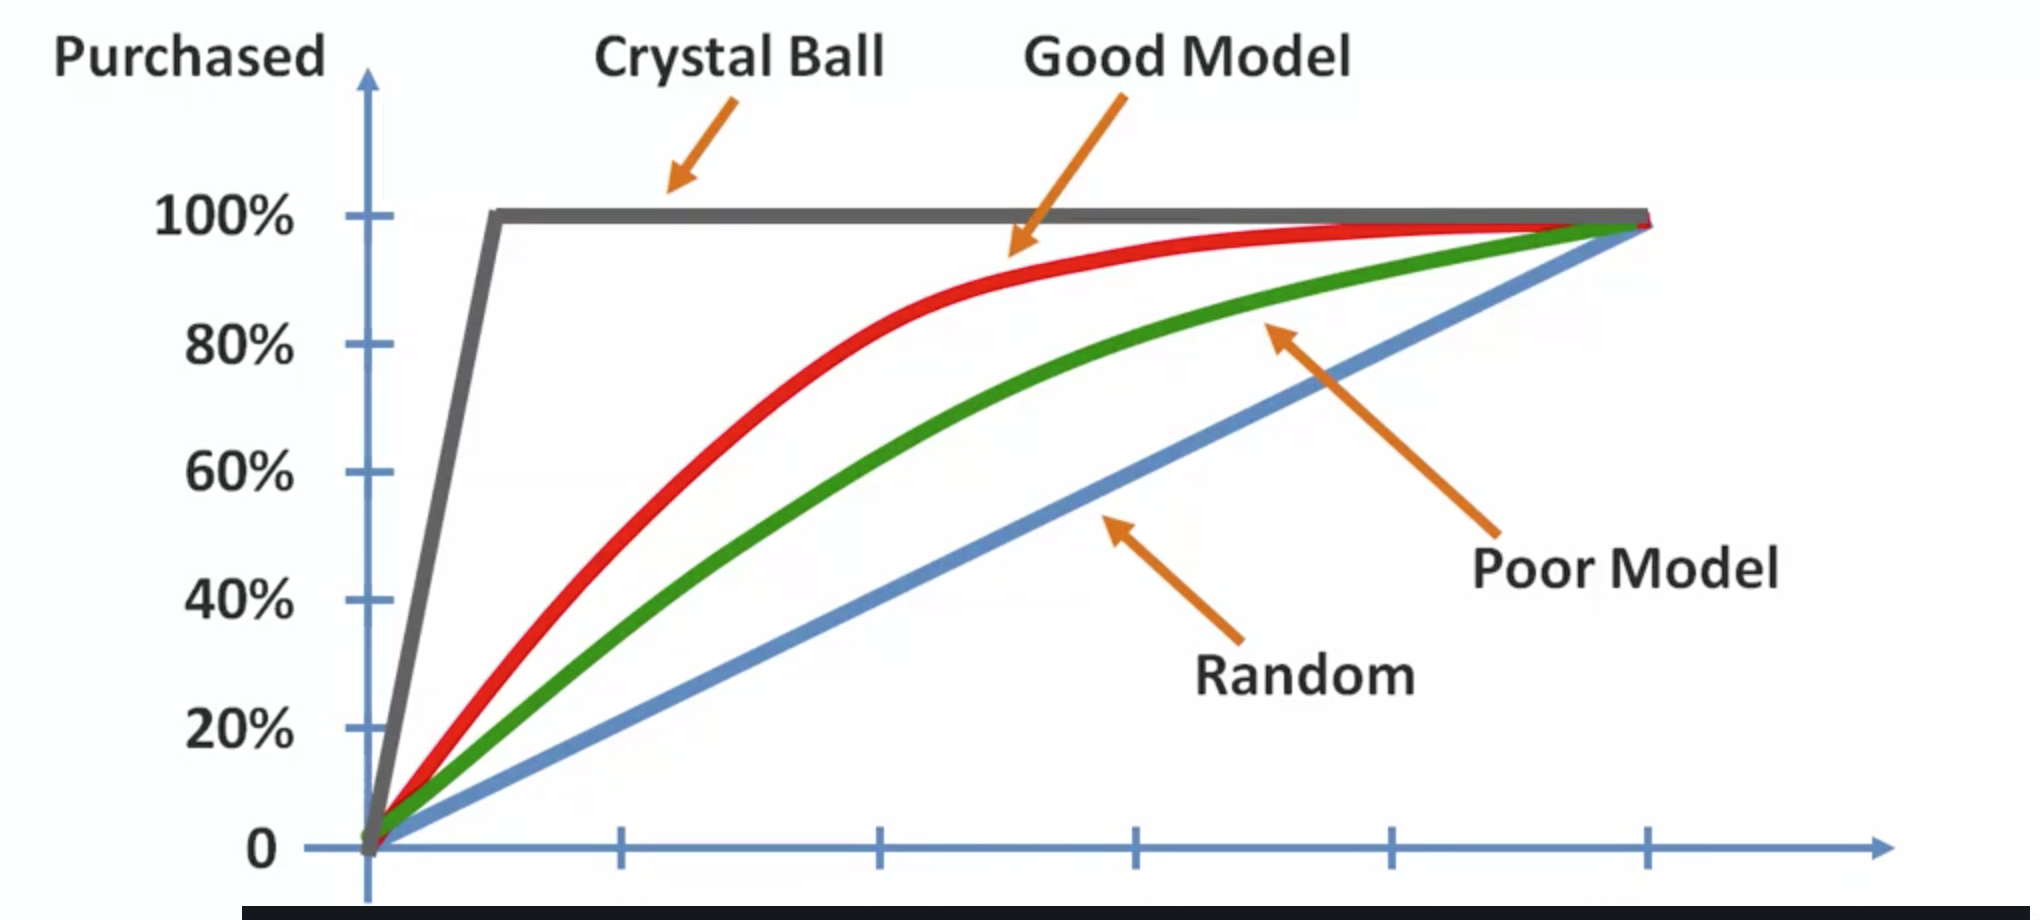 Purchased
Crystal Ball
Good Model
100%
80%
60%
40%
20%
0
Poor Model
Random